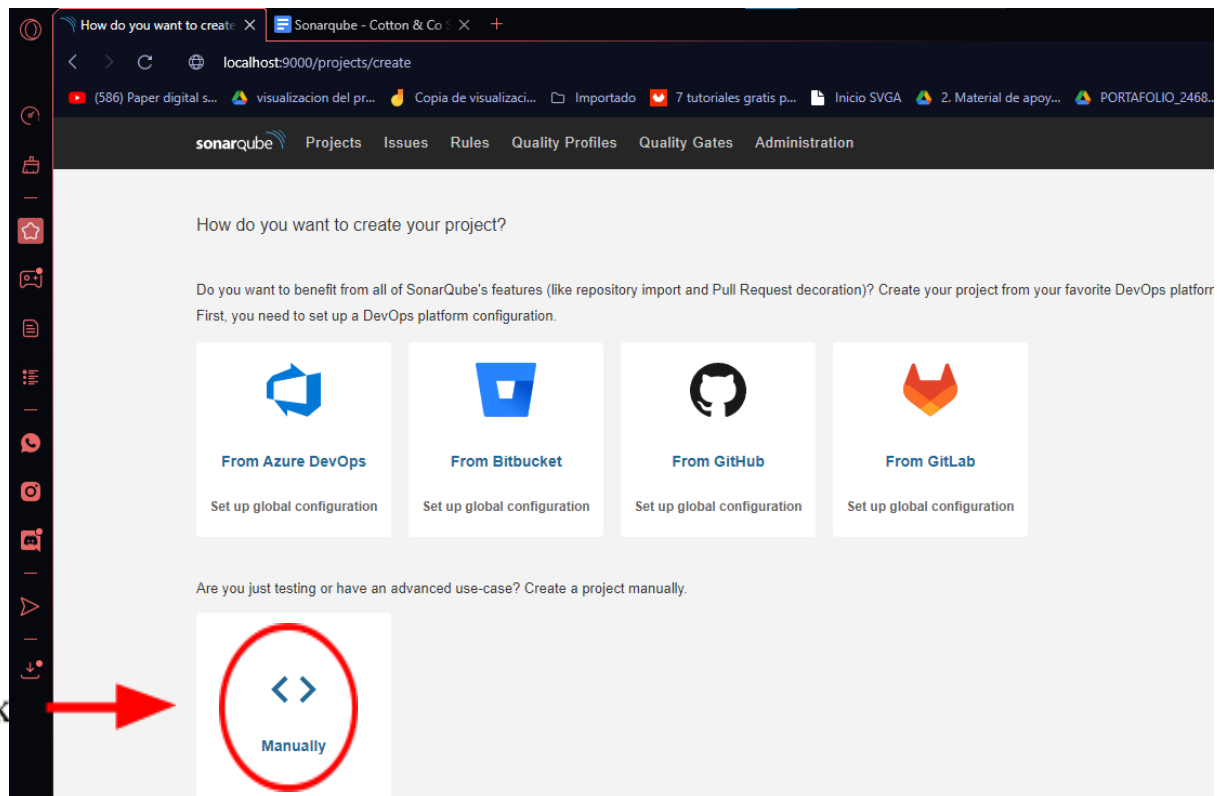 How do you want to create
Sonarqube - Cotton & Co S
localhost:9000/projects/create
(586) Paper digital s...
visualizacion del pr...
Copia de visualizaci...
Importado
7 tutoriales gratis p...
Inicio SVGA
2. Material de apoy...
PORTAFOLIO_2468...
sonarqube
Projects
Issues
Rules
Quality Profiles
Quality Gates
Administration
How do you want to create your project?
Do you want to benefit from all of SonarQube's features (like repository import and Pull Request decoration)? Create your project from your favorite DevOps platfor
First, you need to set up a DevOps platform configuration.
From Azure DevOps
From Bitbucket
From GitHub
From GitLab
Set up global configuration
Set up global configuration
Set up global configuration
Set up global configuration
Are you just testing or have an advanced use-case? Create a project manually.
Manually